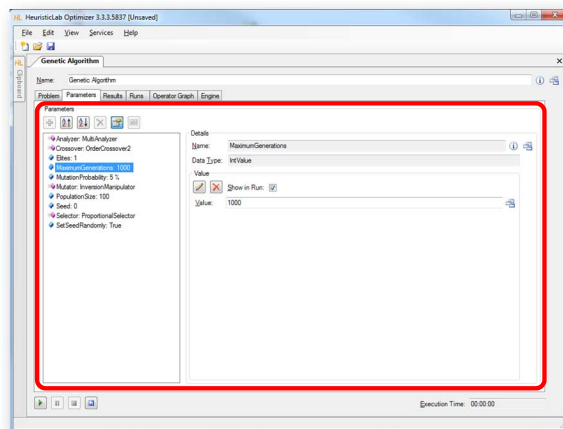 HL HeuristicLab Optimizer 3.3.3.5837 [Unsaved]
File Edit View Services Help
Genetic Algorithm
Clipboard
Name: Genetic Algorithm
Problem Parameters Results Runs Operator Graph Engine
Parameters
Analyzer: MultiAnalyzer
Crossover: OrderCrossover2
Elites: 1
MaximumGenerations: 1000
MutationProbability: 5 %
Mutator: InversionManipulator
PopulationSize: 100
Seed: 0
Selector: ProportionalSelector
SetSeedRandomly: True
Details
Name: MaximumGenerations
Data Type: IntValue
Value
Show in Run:
Value: 1000
Execution Time: 00:00:00